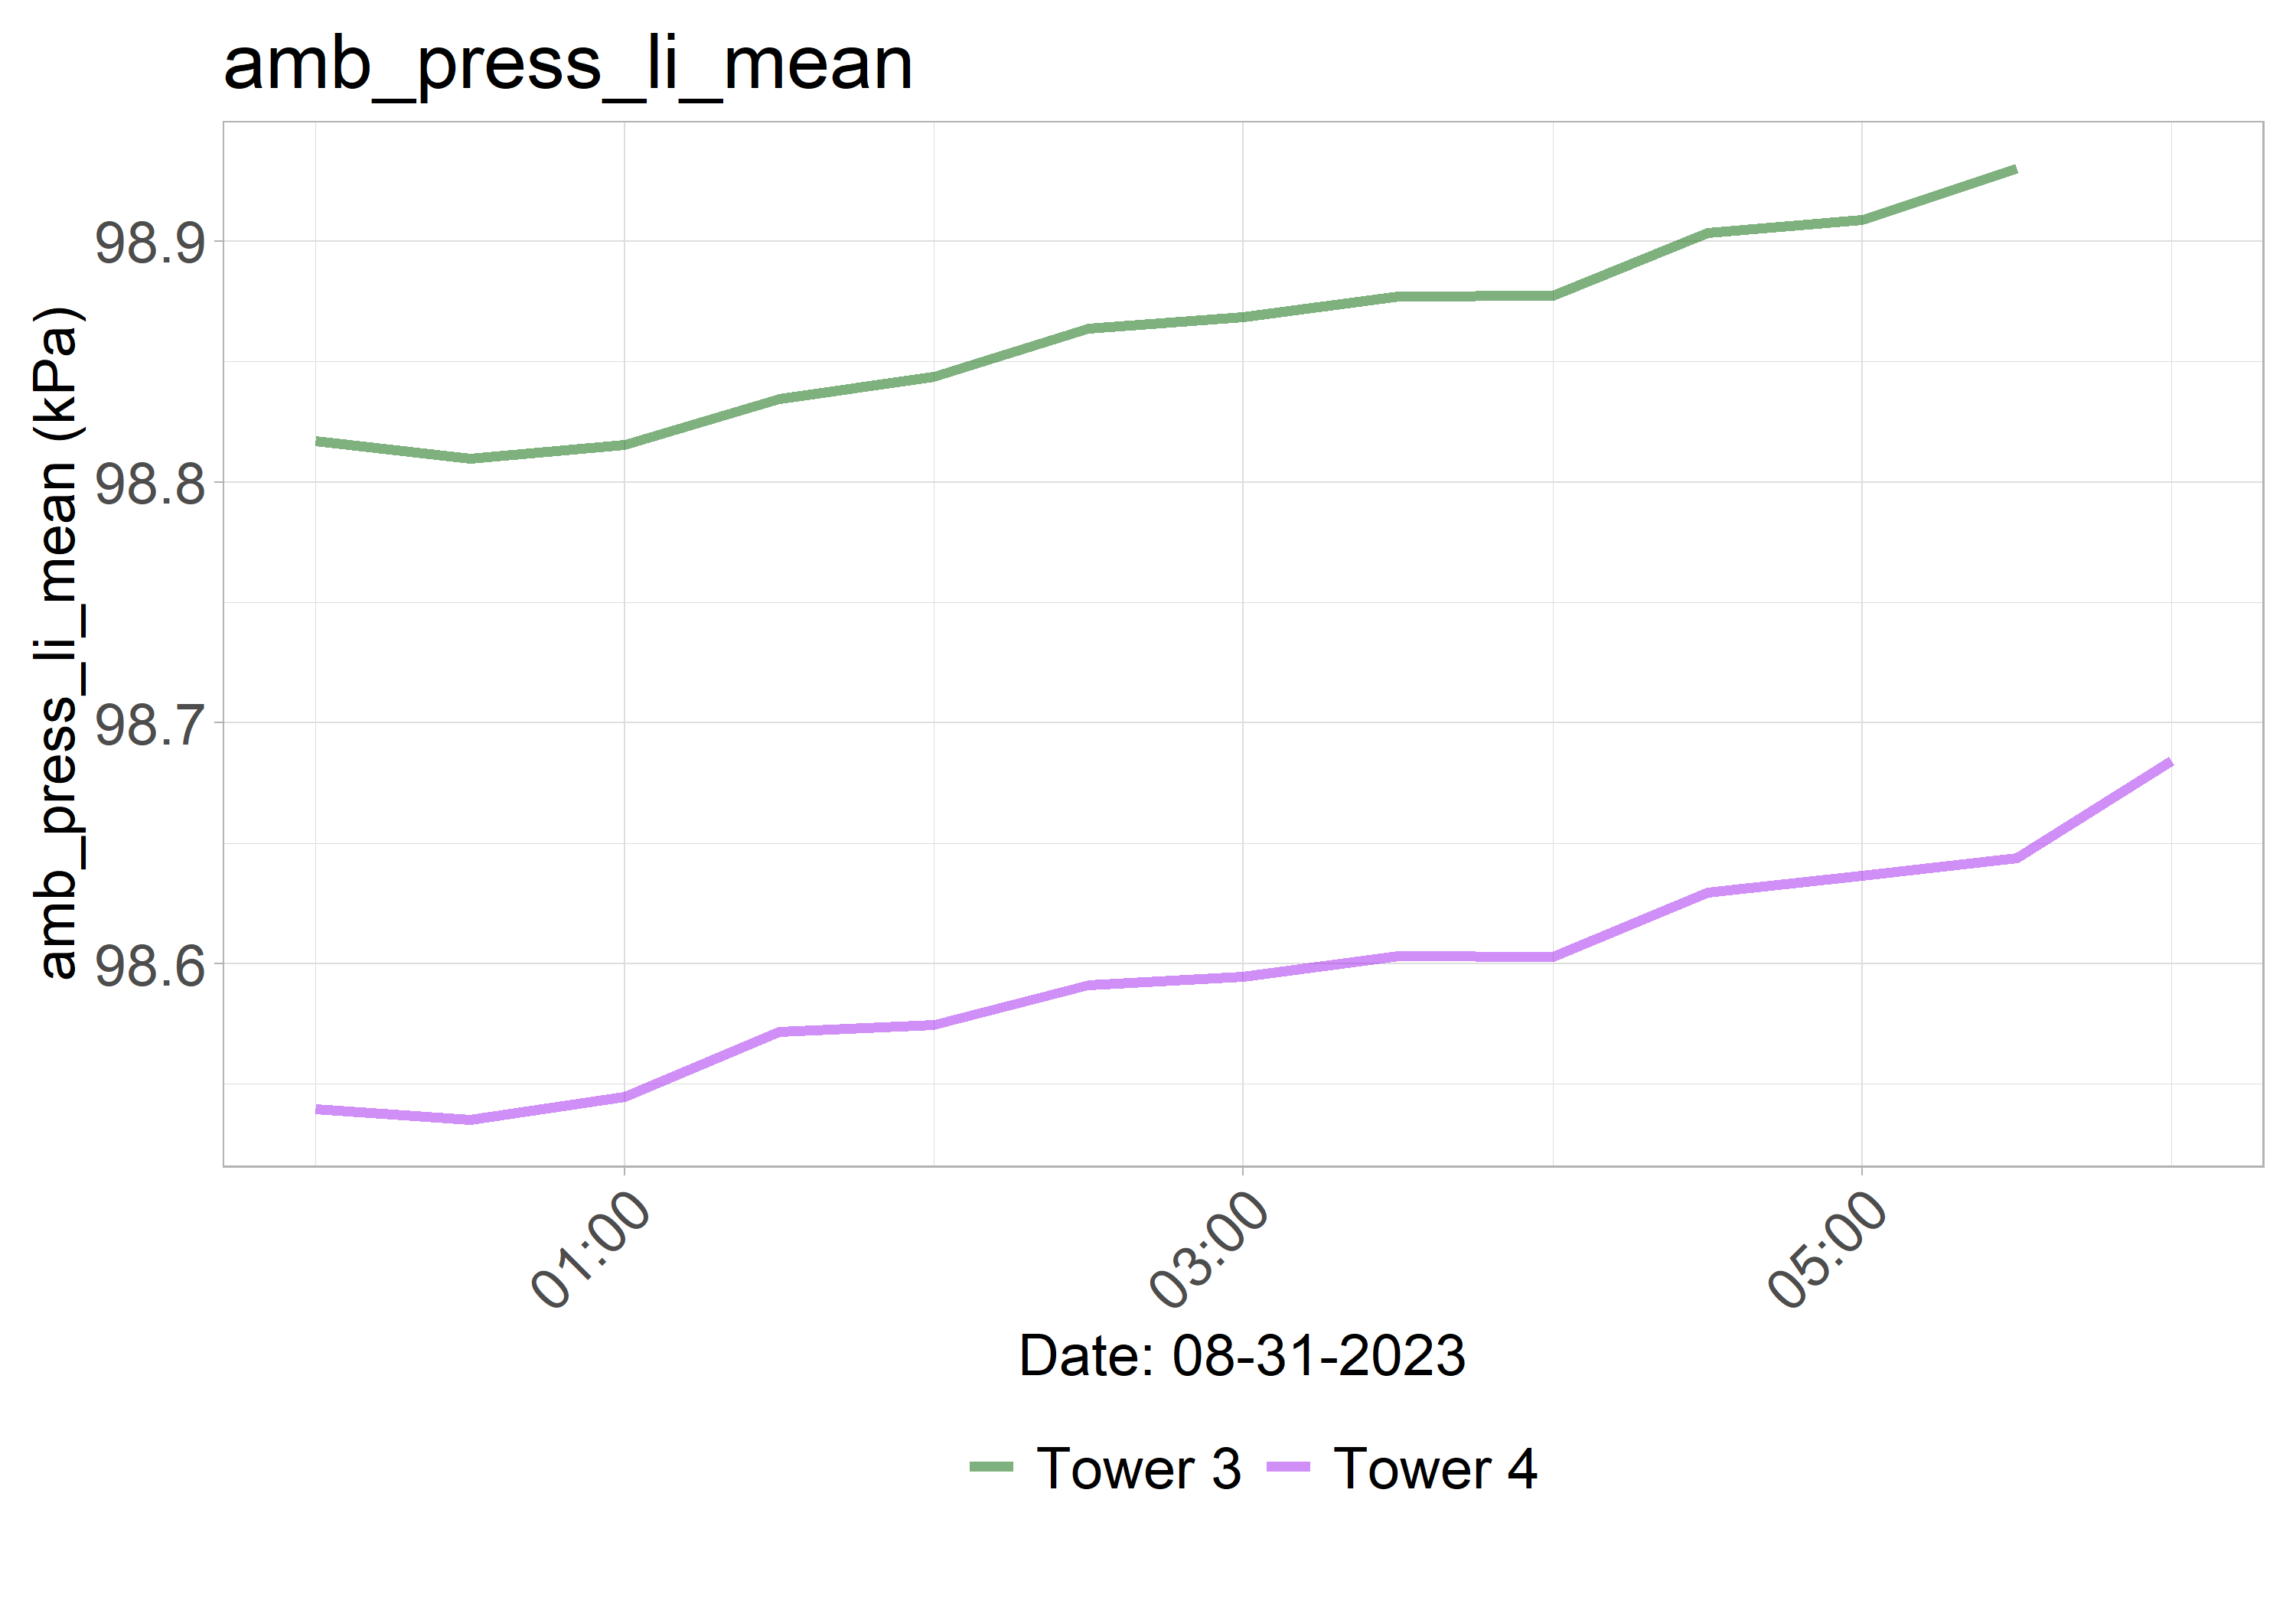 amb_press_li_mean
amb_press_li_mean (kPa)
98.9
98.8
98.7
98.6
01:00
03:00
05:00
Date: 08-31-2023
Tower 3
Tower 4